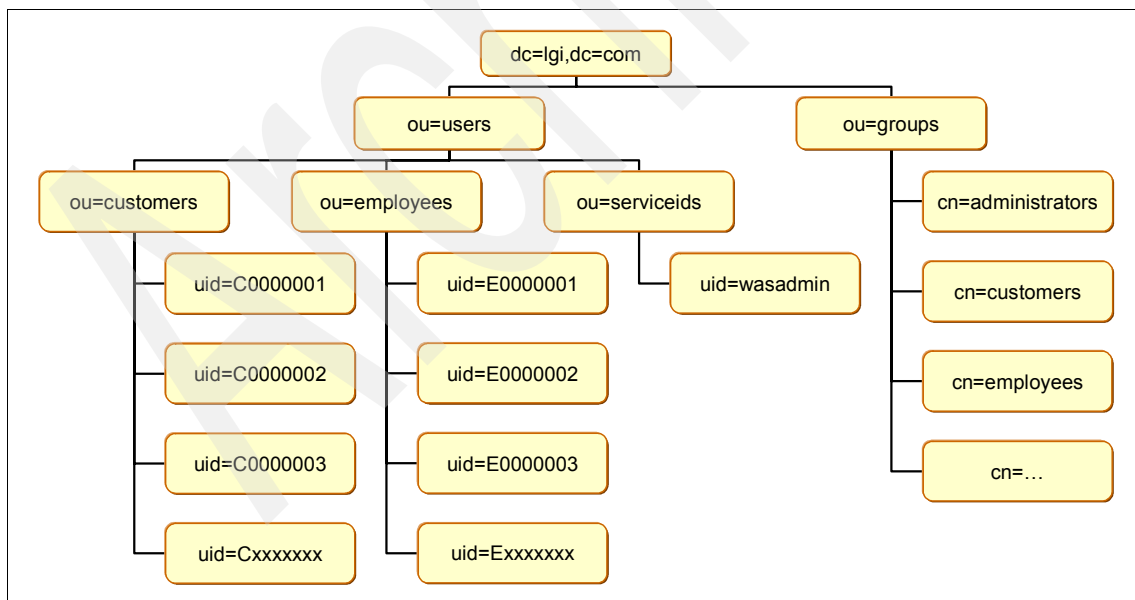 dc=lgi,dc=com
ou=users
ou=groups
ou=customers
ou=employees
ou=serviceids
cn=administrators
uid=C0000001
uid=E0000001
uid=wasadmin
cn=customers
uid=C0000002
uid=E0000002
cn=employees
uid=C0000003
uid=E0000003
cn=…
uid=Cxxxxxxx
uid=Exxxxxxx